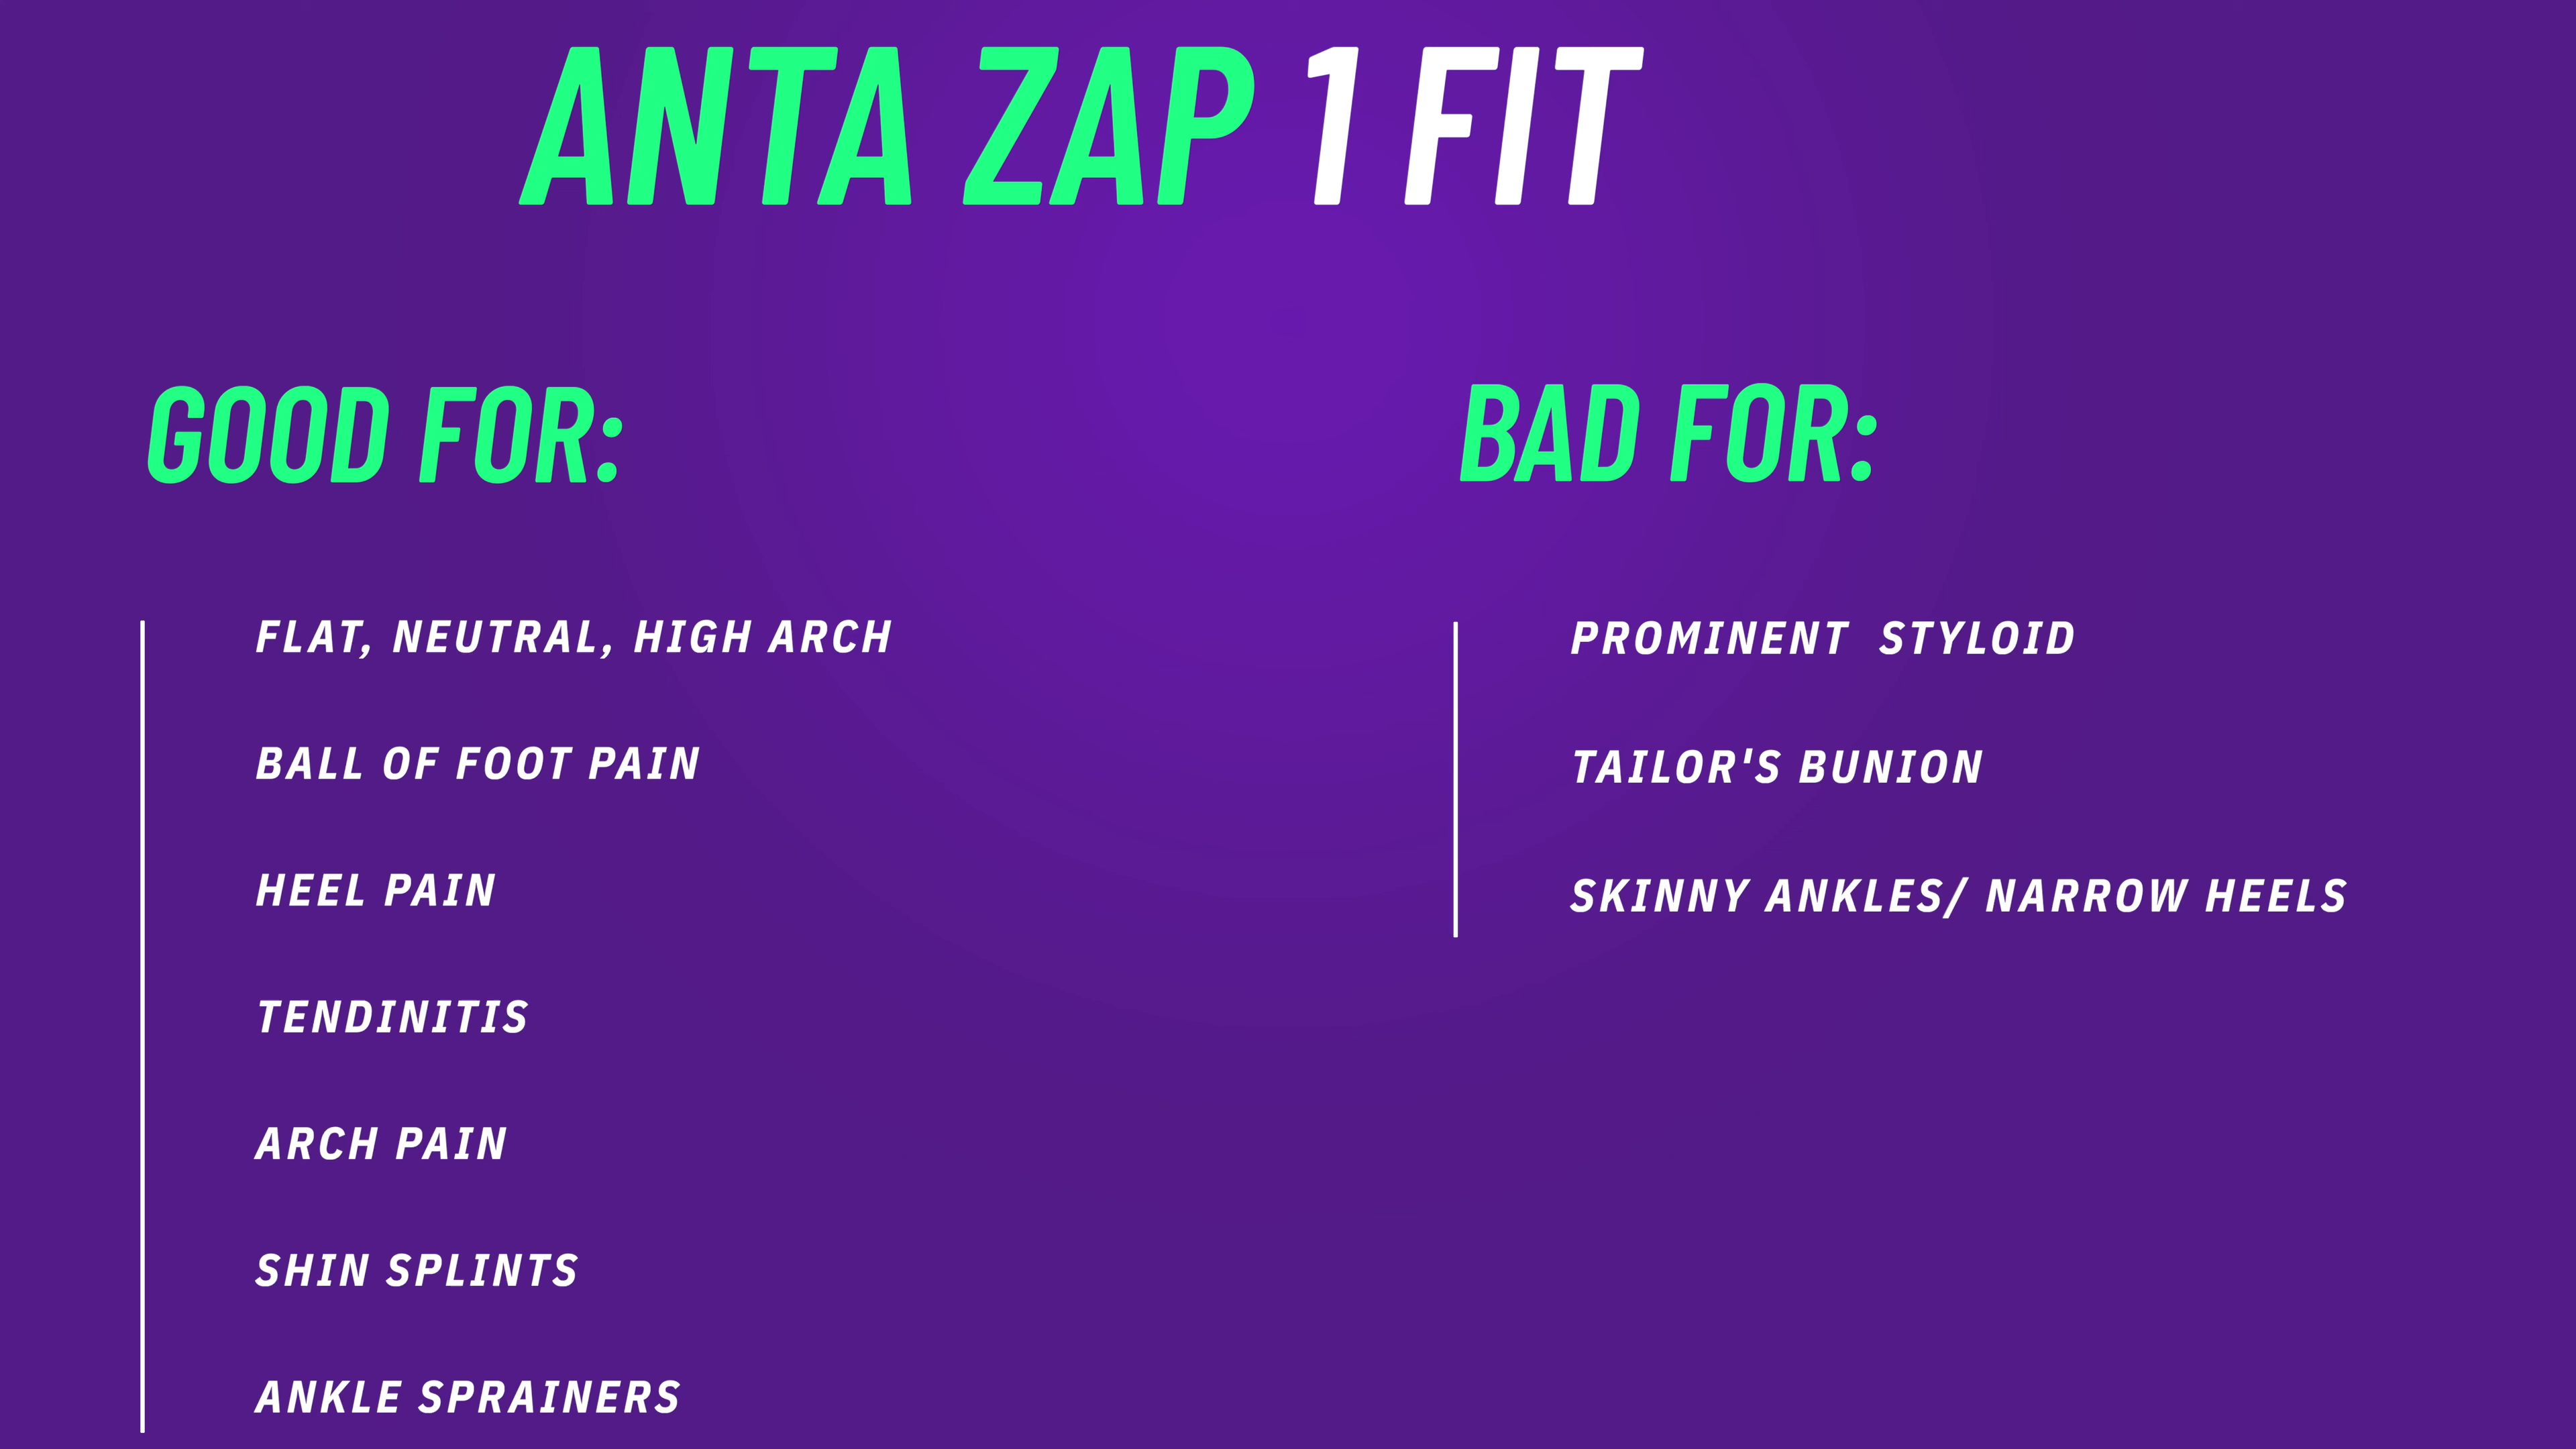 ANTA ZAP 1 FIT
GOOD FOR:
FLAT, NEUTRAL, HIGH ARCH
BALL OF FOOT PAIN
HEEL PAIN
TENDINITIS
ARCH PAIN
SHIN SPLINTS
ANKLE SPRAINERS
BAD FOR:
PROMINENT  STYLOID
TAILOR'S BUNION
SKINNY ANKLES/ NARROW HEELS